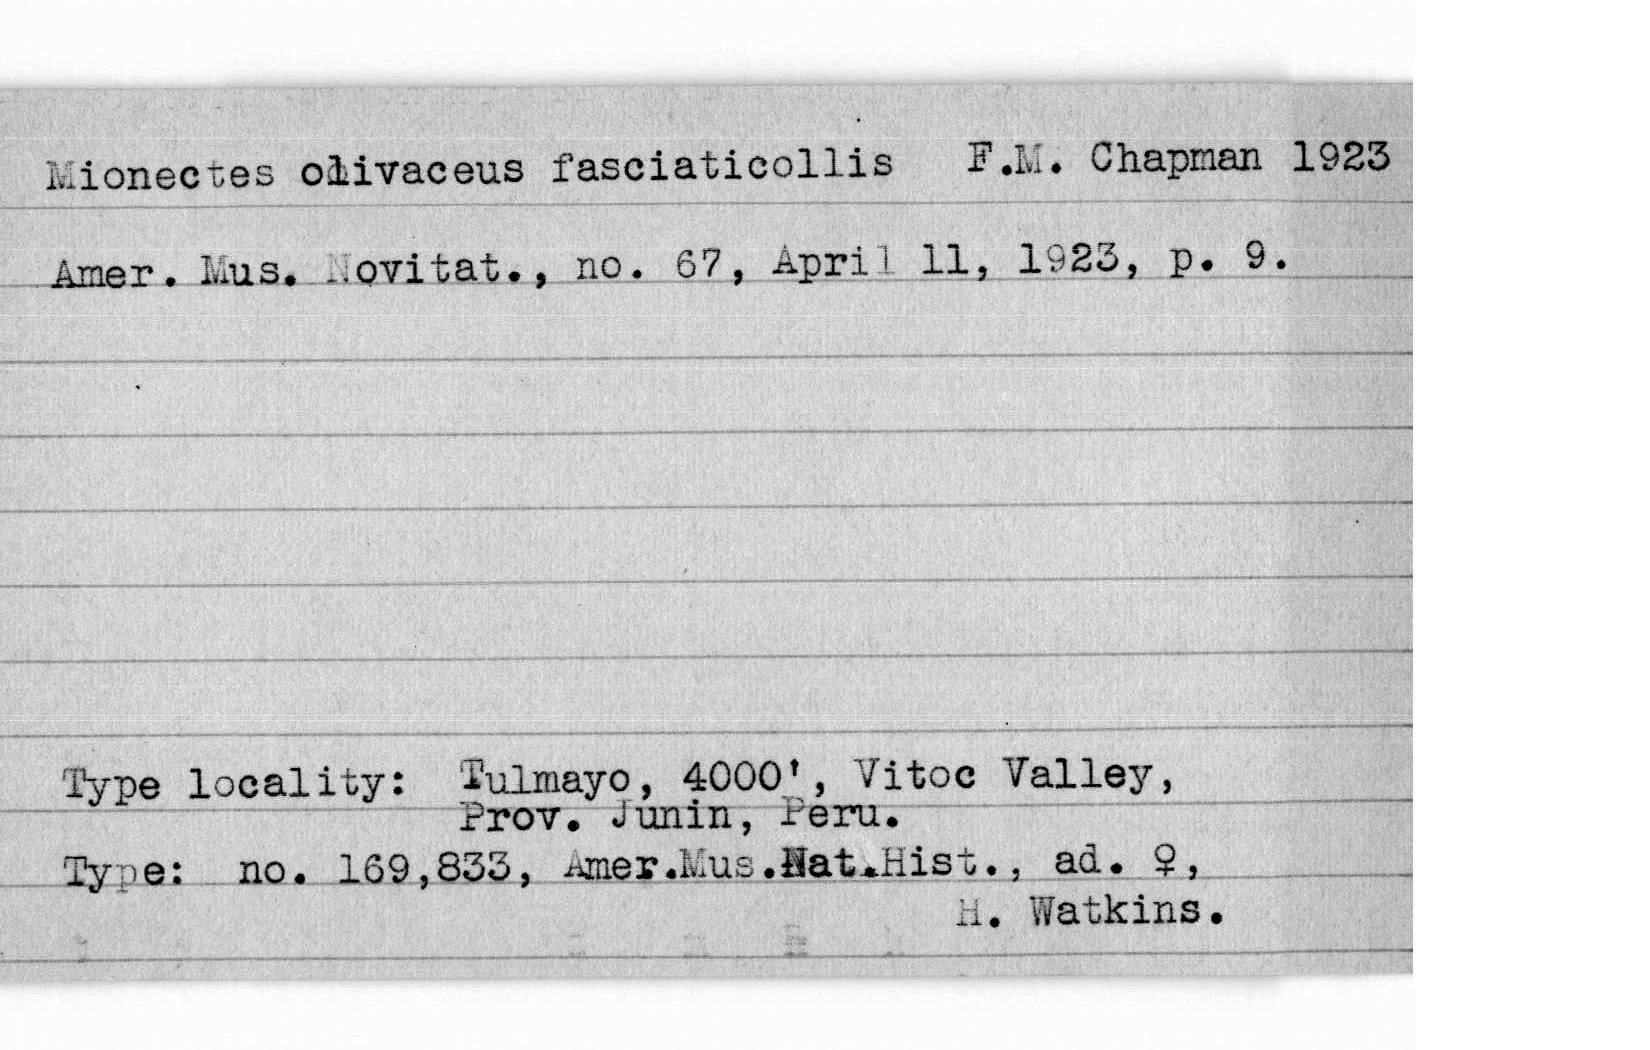 Mionectes olivaceus fasciaticollis F.M. Chapman 1923
Amer. Mus. Novitat., no. 67, April 11, 1923, p. 9.
Type locality: Tulmayo, 4000', Vitoc Valley,
Prov. Junin, Peru.
Type: no. 169,833, Amer.Mus.Nat.Hist., ad. ♀,
H. Watkins.